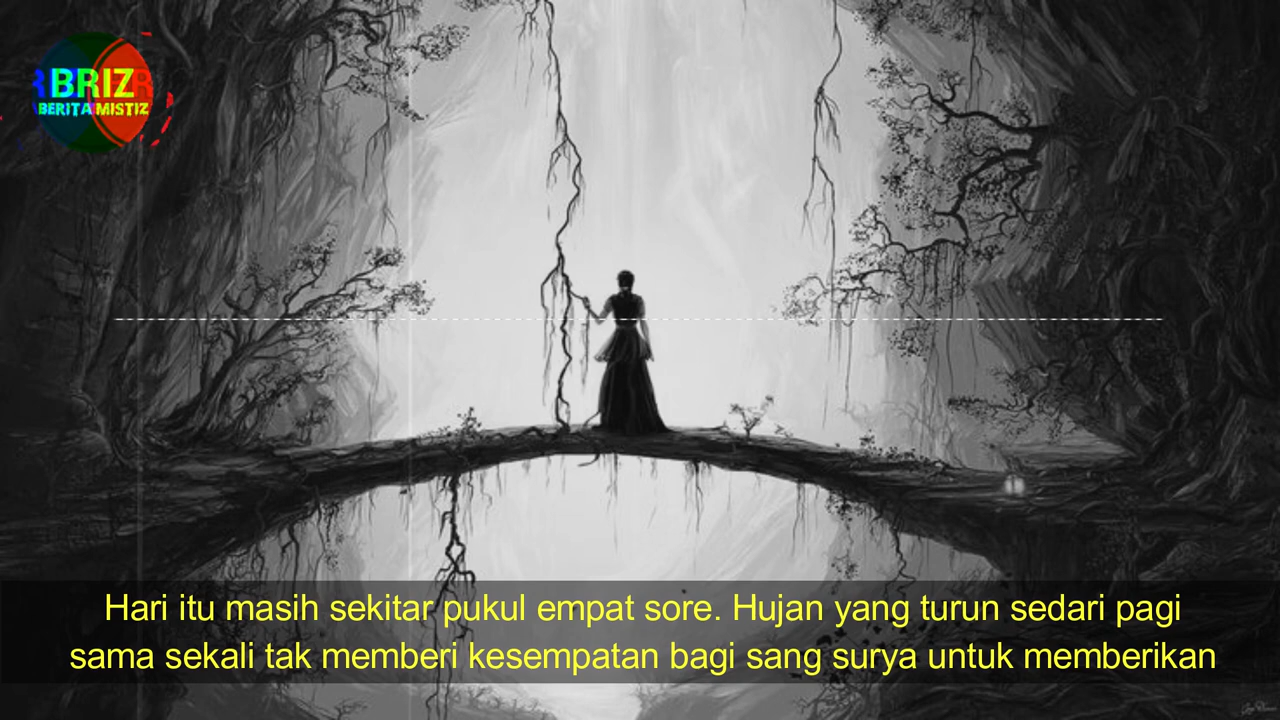 BRIZ
BERITA MISTIZ
Hari itu masih sekitar pukul empat sore. Hujan yang turun sedari pagi
sama sekali tak memberi kesempatan bagi sang surya untuk memberikan